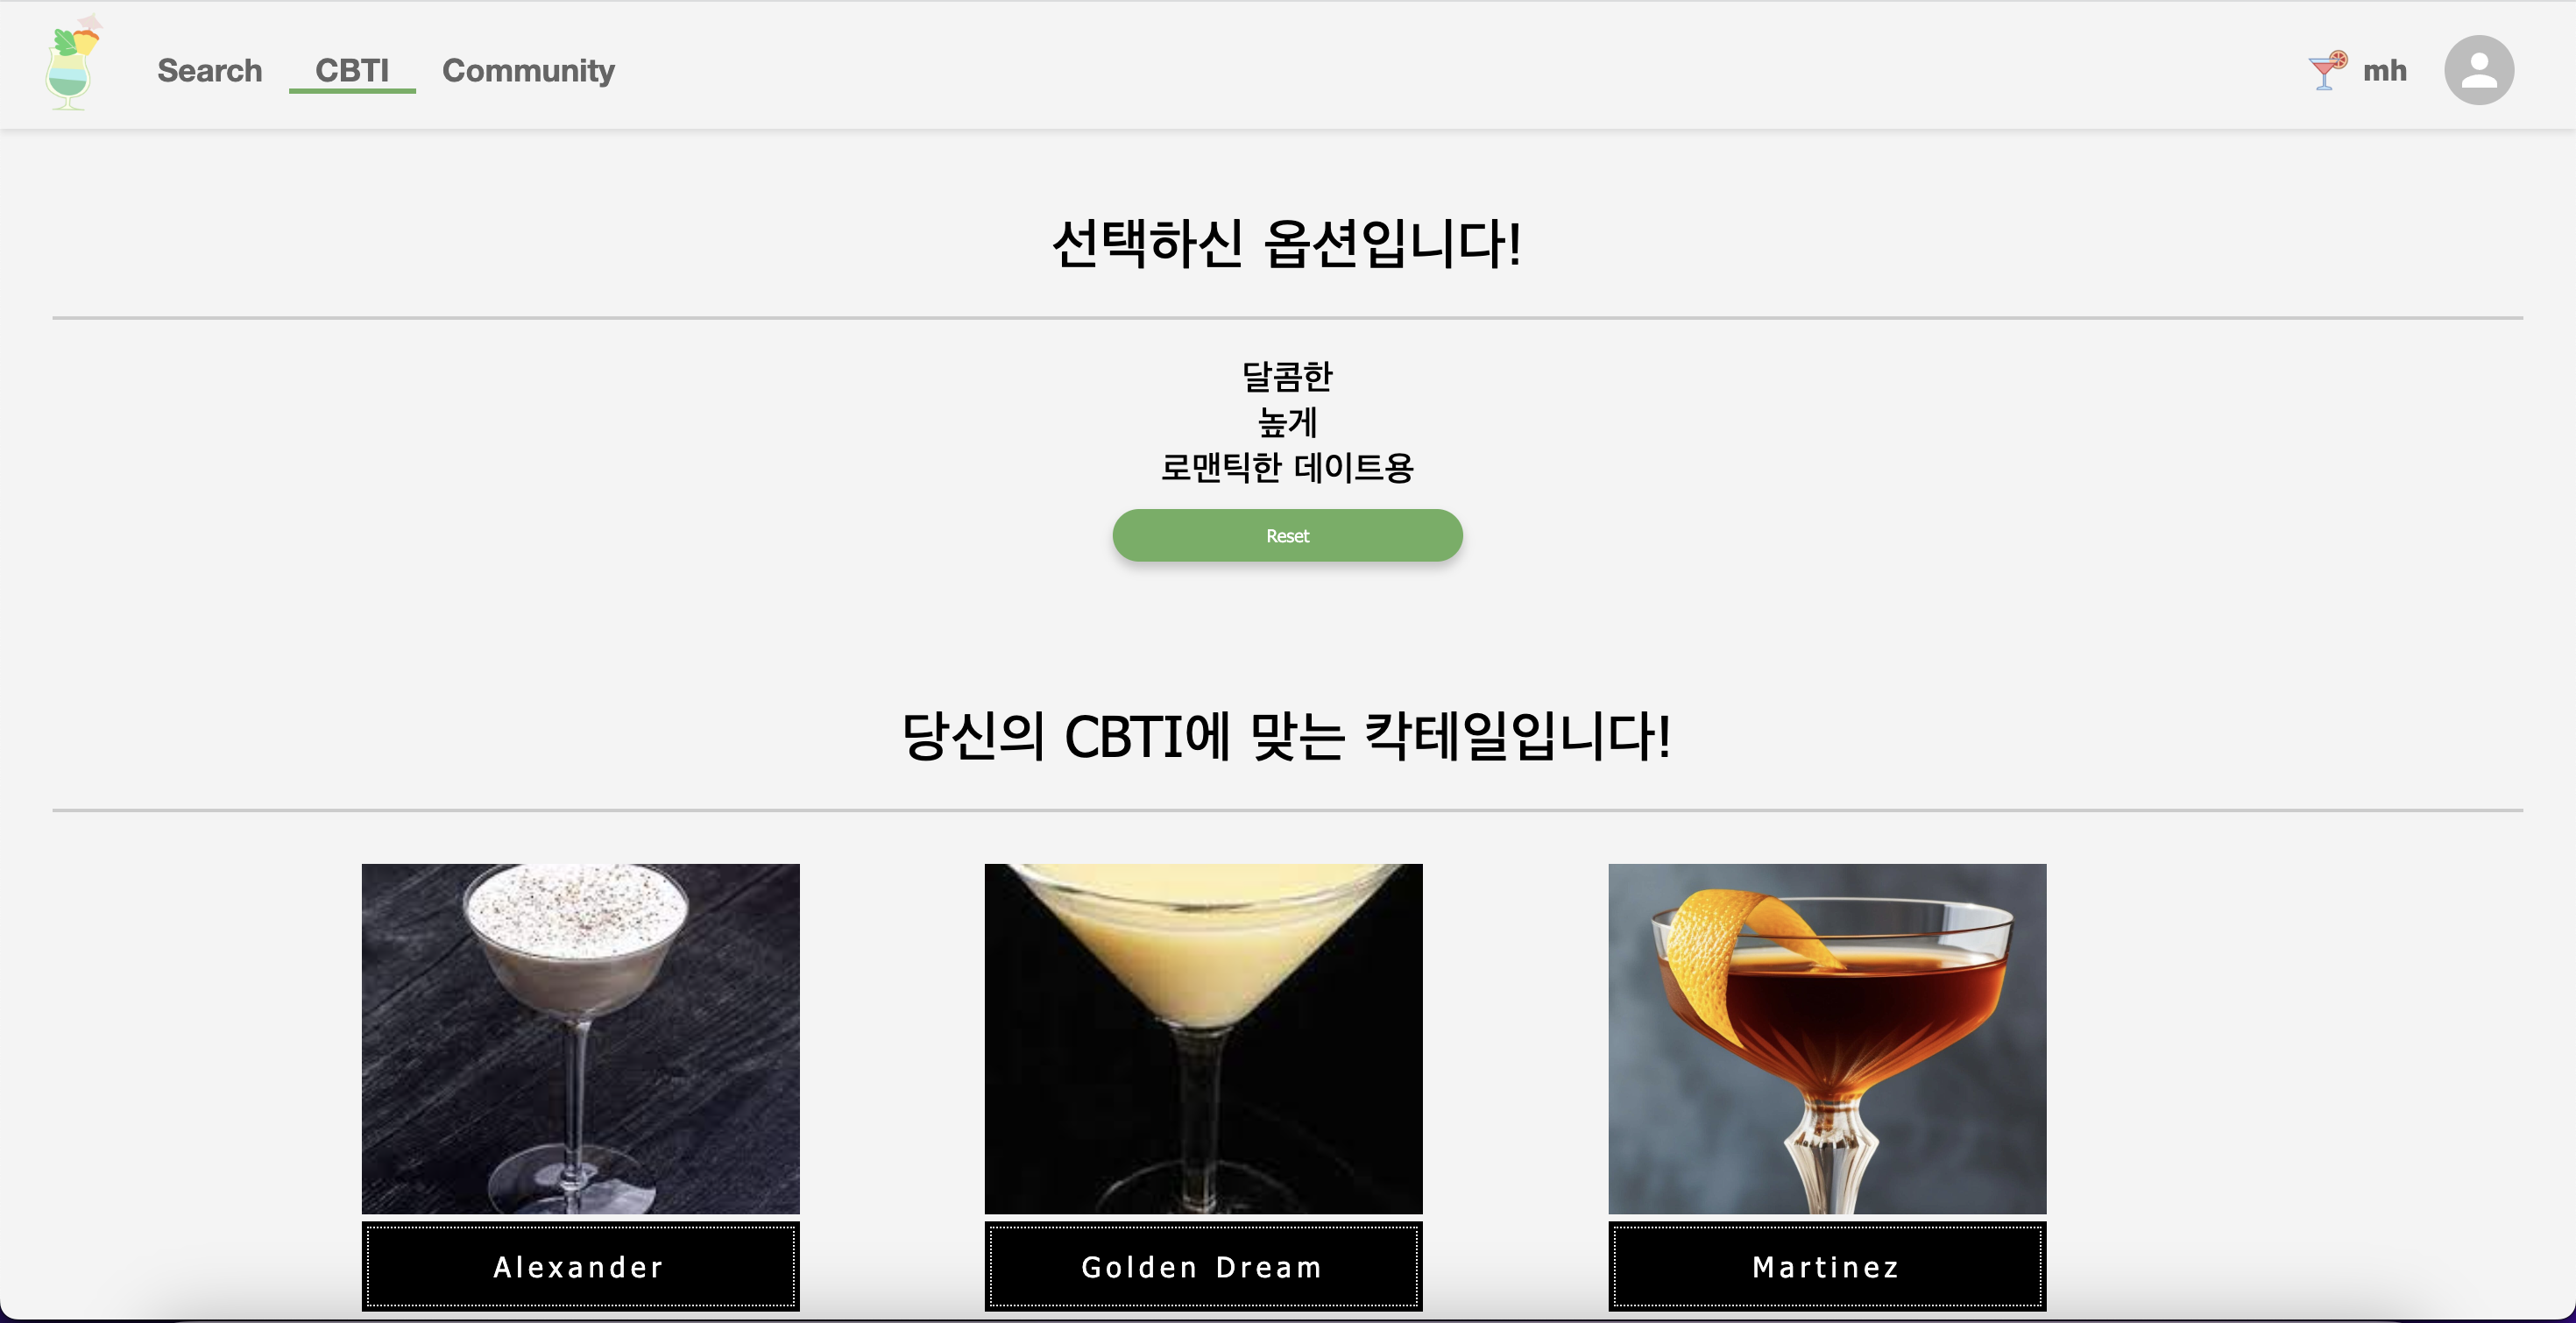 Search CBTI Community mh
선택하신 옵션입니다!
달콤한
높게
로맨틱한 데이트용
Reset
당신의 CBTI에 맞는 칵테일입니다!
Alexander Golden Dream Martinez